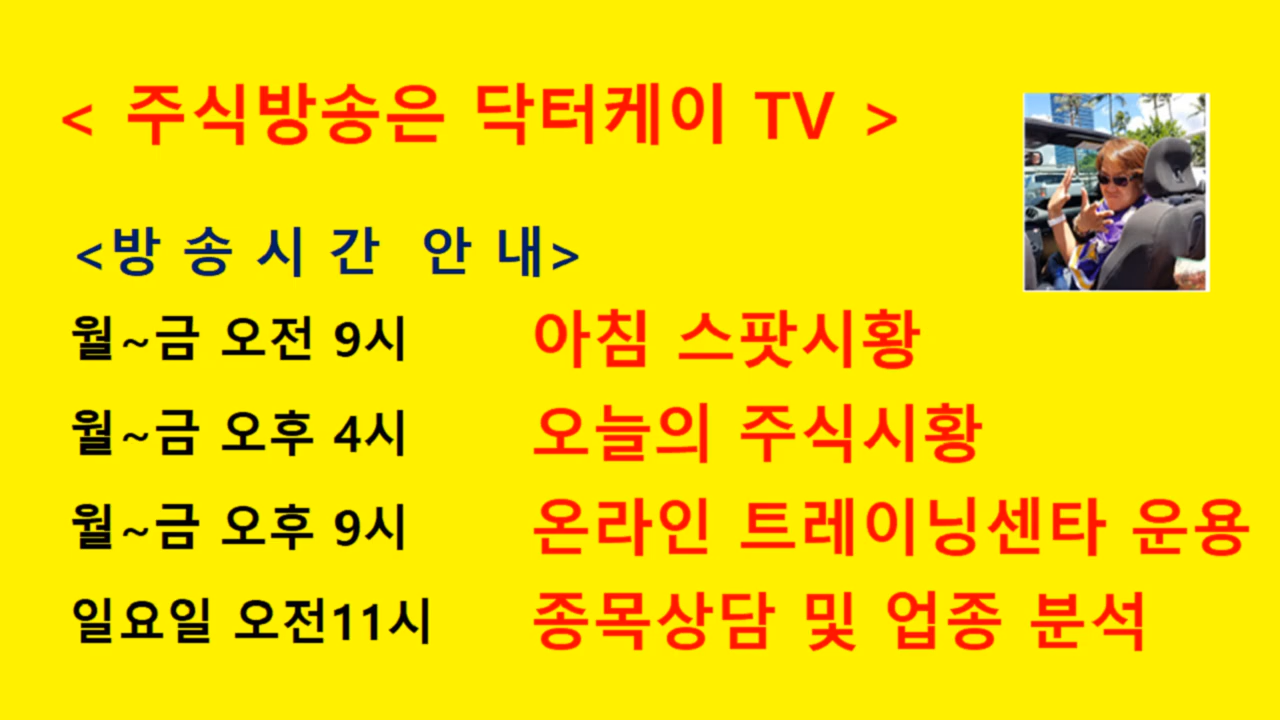 < 주식방송은 닥터케이 TV >
<방 송 시 간 안 내>
월~금 오전 9시 아침 스팟시황
월~금 오후 4시 오늘의 주식시황
월~금 오후 9시 온라인 트레이닝센타 운용
일요일 오전11시 종목상담 및 업종 분석